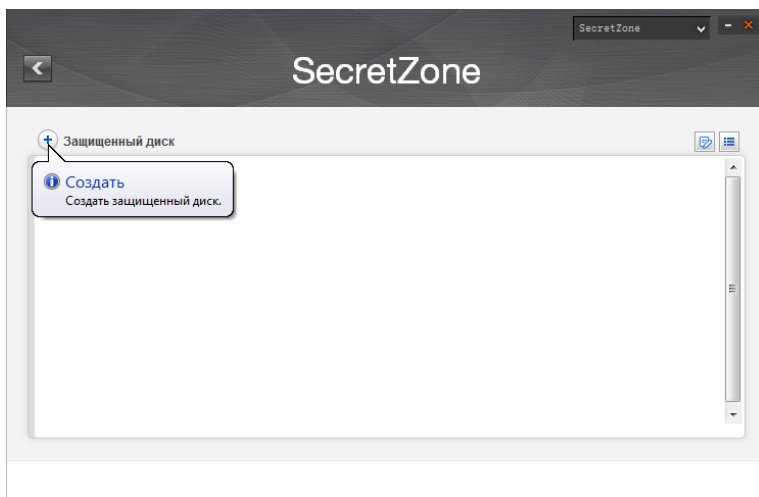 SecretZone
SecretZone
Защищенный диск
Создать
Создать защищенный диск.